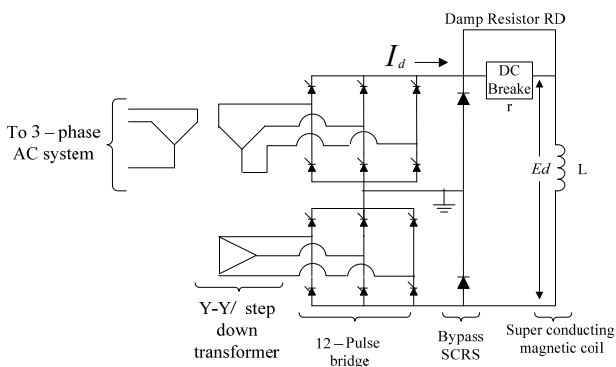 Damp Resistor RD
I d
DC
Breake
r
To 3 – phase
AC system
Ed
L
Y-Y/ step
down
transformer
12 – Pulse
bridge
Bypass
SCRS
Super conducting
magnetic coil